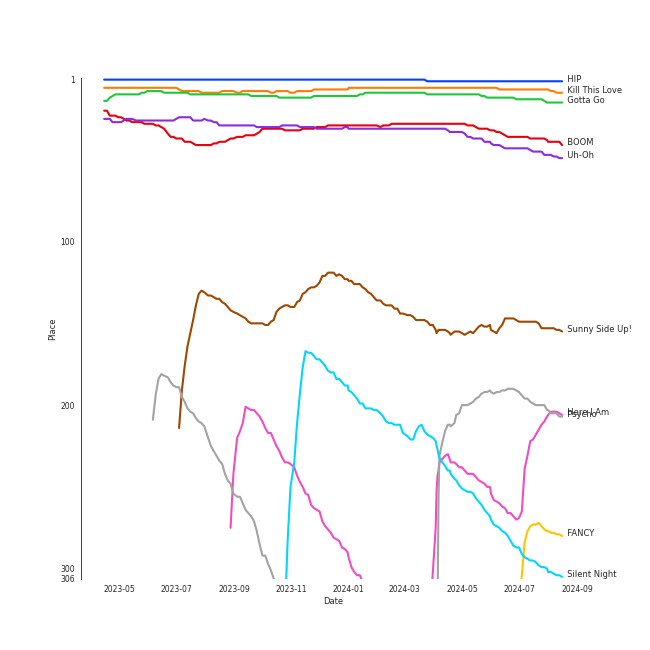 1
100
200
300
306
Place
HIP
Kill This Love
Gotta Go
BOOM
Uh-Oh
Sunny Side Up!
Here I Am
Psycho
FANCY
Silent Night
2023-05 2023-07 2023-09 2023-11 2024-01 2024-03 2024-05 2024-07 2024-09
Date